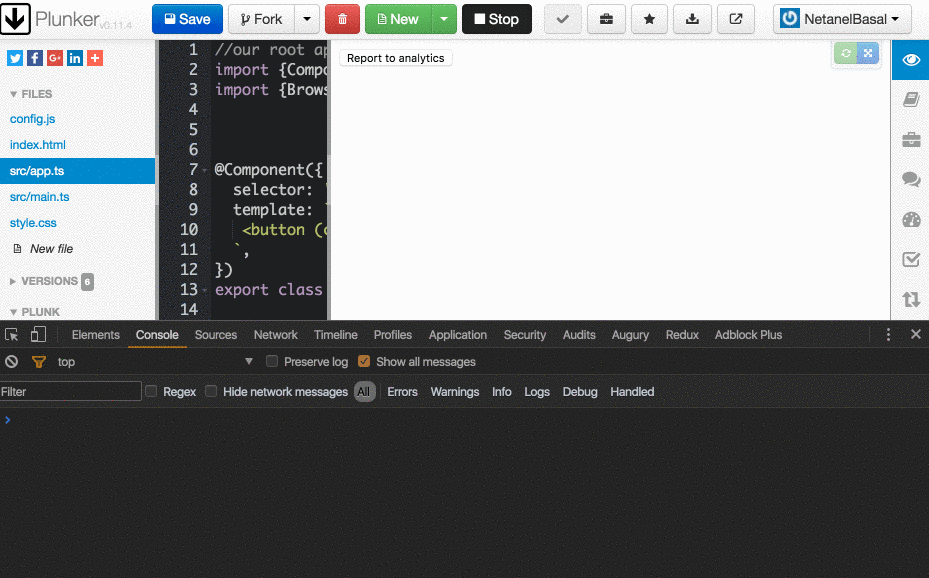 Plunker v0.11.4 Save Fork New Stop NetanelBasal
FILES
config.js
index.html
src/app.ts
src/main.ts
style.css
New file
VERSIONS 6
PLUNK
1 //our root ap
2 import {Compo
3 import {Brows
4
5
6
7 @Component({
8 selector: '
9 template: `
10 <button (c
11 `,
12 })
13 export class
14
Report to analytics
Elements Console Sources Network Timeline Profiles Application Security Audits Augury Redux Adblock Plus
top Preserve log Show all messages
Filter Regex Hide network messages All Errors Warnings Info Logs Debug Handled